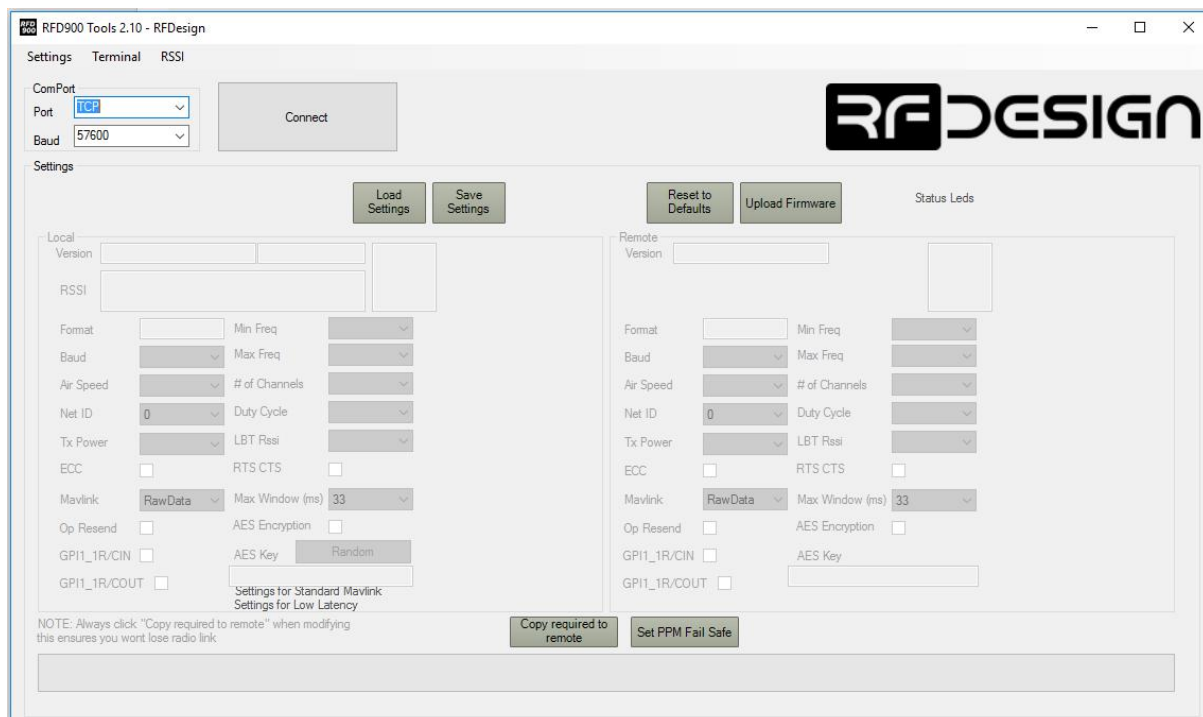 RFD900 Tools 2.10 - RFDesign
Settings Terminal RSSI
ComPort
Port TCP
Baud 57600
Connect
RFDESIGN
Settings
Load Settings
Save Settings
Reset to Defaults
Upload Firmware
Status Leds
Local
Version
RSSI
Format Min Freq
Baud Max Freq
Air Speed # of Channels
Net ID 0 Duty Cycle
Tx Power LBT Rssi
ECC RTS CTS
Mavlink RawData Max Window (ms) 33
Op Resend AES Encryption
GPI1_1R/CIN AES Key Random
GPI1_1R/COUT
Settings for Standard Mavlink
Settings for Low Latency
Remote
Version
Format Min Freq
Baud Max Freq
Air Speed # of Channels
Net ID 0 Duty Cycle
Tx Power LBT Rssi
ECC RTS CTS
Mavlink RawData Max Window (ms) 33
Op Resend AES Encryption
GPI1_1R/CIN AES Key
GPI1_1R/COUT
NOTE: Always click "Copy required to remote" when modifying
this ensures you wont lose radio link
Copy required to
remote
Set PPM Fail Safe